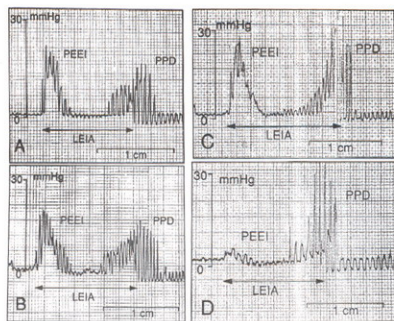 30
mmHg
PEEI
PPD
0
LEIA
1 cm
A
30
mmHg
PEEI
PPD
0
LEIA
1 cm
B
30
mmHg
PEEI
PPD
0
LEIA
1 cm
C
30
mmHg
PEEI
PPD
0
LEIA
1 cm
D